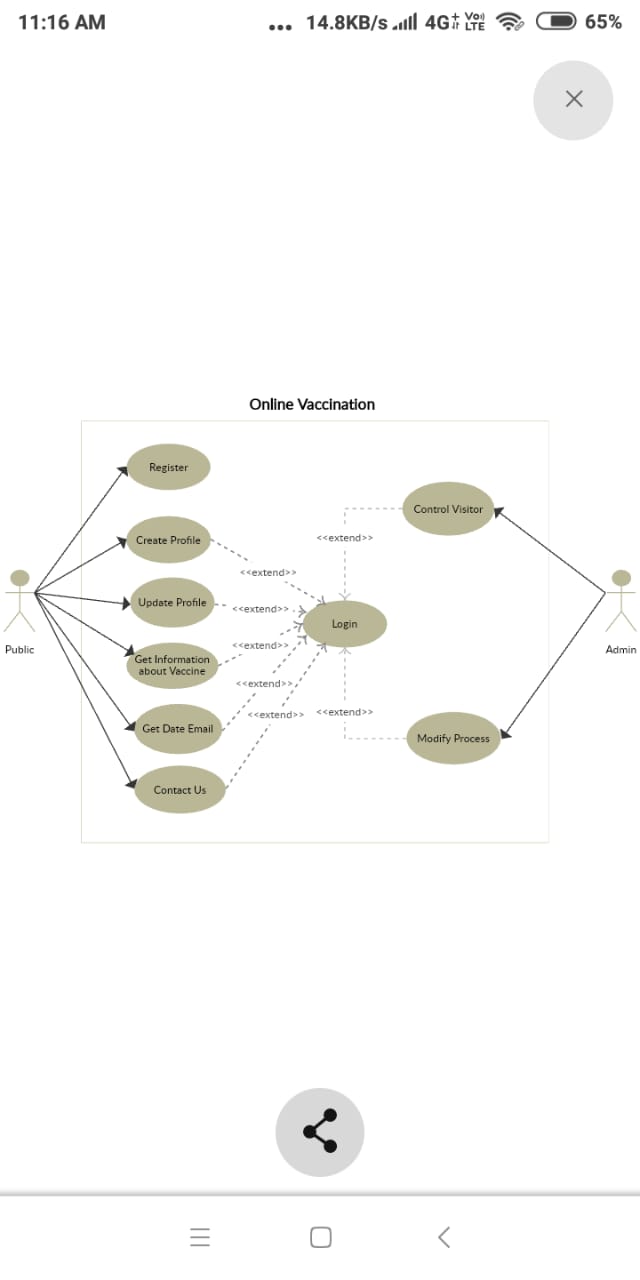 11:16 AM
... 14.8KB/s 4G+ Vo)) LTE 65%
Online Vaccination
Register
Control Visitor
Create Profile
<<extend>>
<<extend>>
Update Profile
<<extend>>
Login
Public
Admin
<<extend>>
Get Information
about Vaccine
<<extend>>
<<extend>>
<<extend>>
Get Date Email
Modify Process
Contact Us